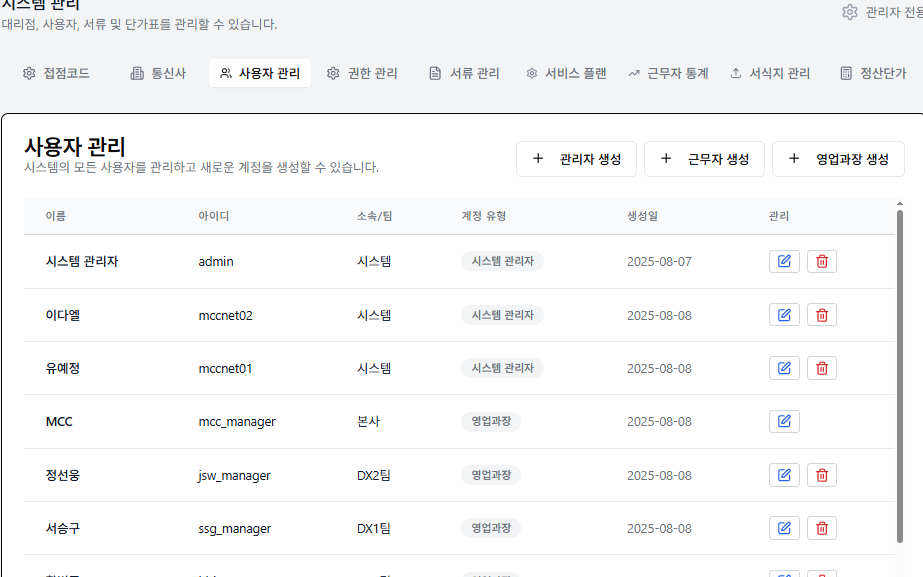 시스템 관리
대리점, 사용자, 서류 및 단가표를 관리할 수 있습니다.
관리자 전용
접점코드 통신사 사용자 관리 권한 관리 서류 관리 서비스 플랜 근무자 통계 서식지 관리 정산단가
사용자 관리
시스템의 모든 사용자를 관리하고 새로운 계정을 생성할 수 있습니다.
+ 관리자 생성 + 근무자 생성 + 영업과장 생성
이름 아이디 소속/팀 계정 유형 생성일 관리
시스템 관리자 admin 시스템 시스템 관리자 2025-08-07
이다엘 mccnet02 시스템 시스템 관리자 2025-08-08
유예정 mccnet01 시스템 시스템 관리자 2025-08-08
MCC mcc_manager 본사 영업과장 2025-08-08
정선웅 jsw_manager DX2팀 영업과장 2025-08-08
서승구 ssg_manager DX1팀 영업과장 2025-08-08